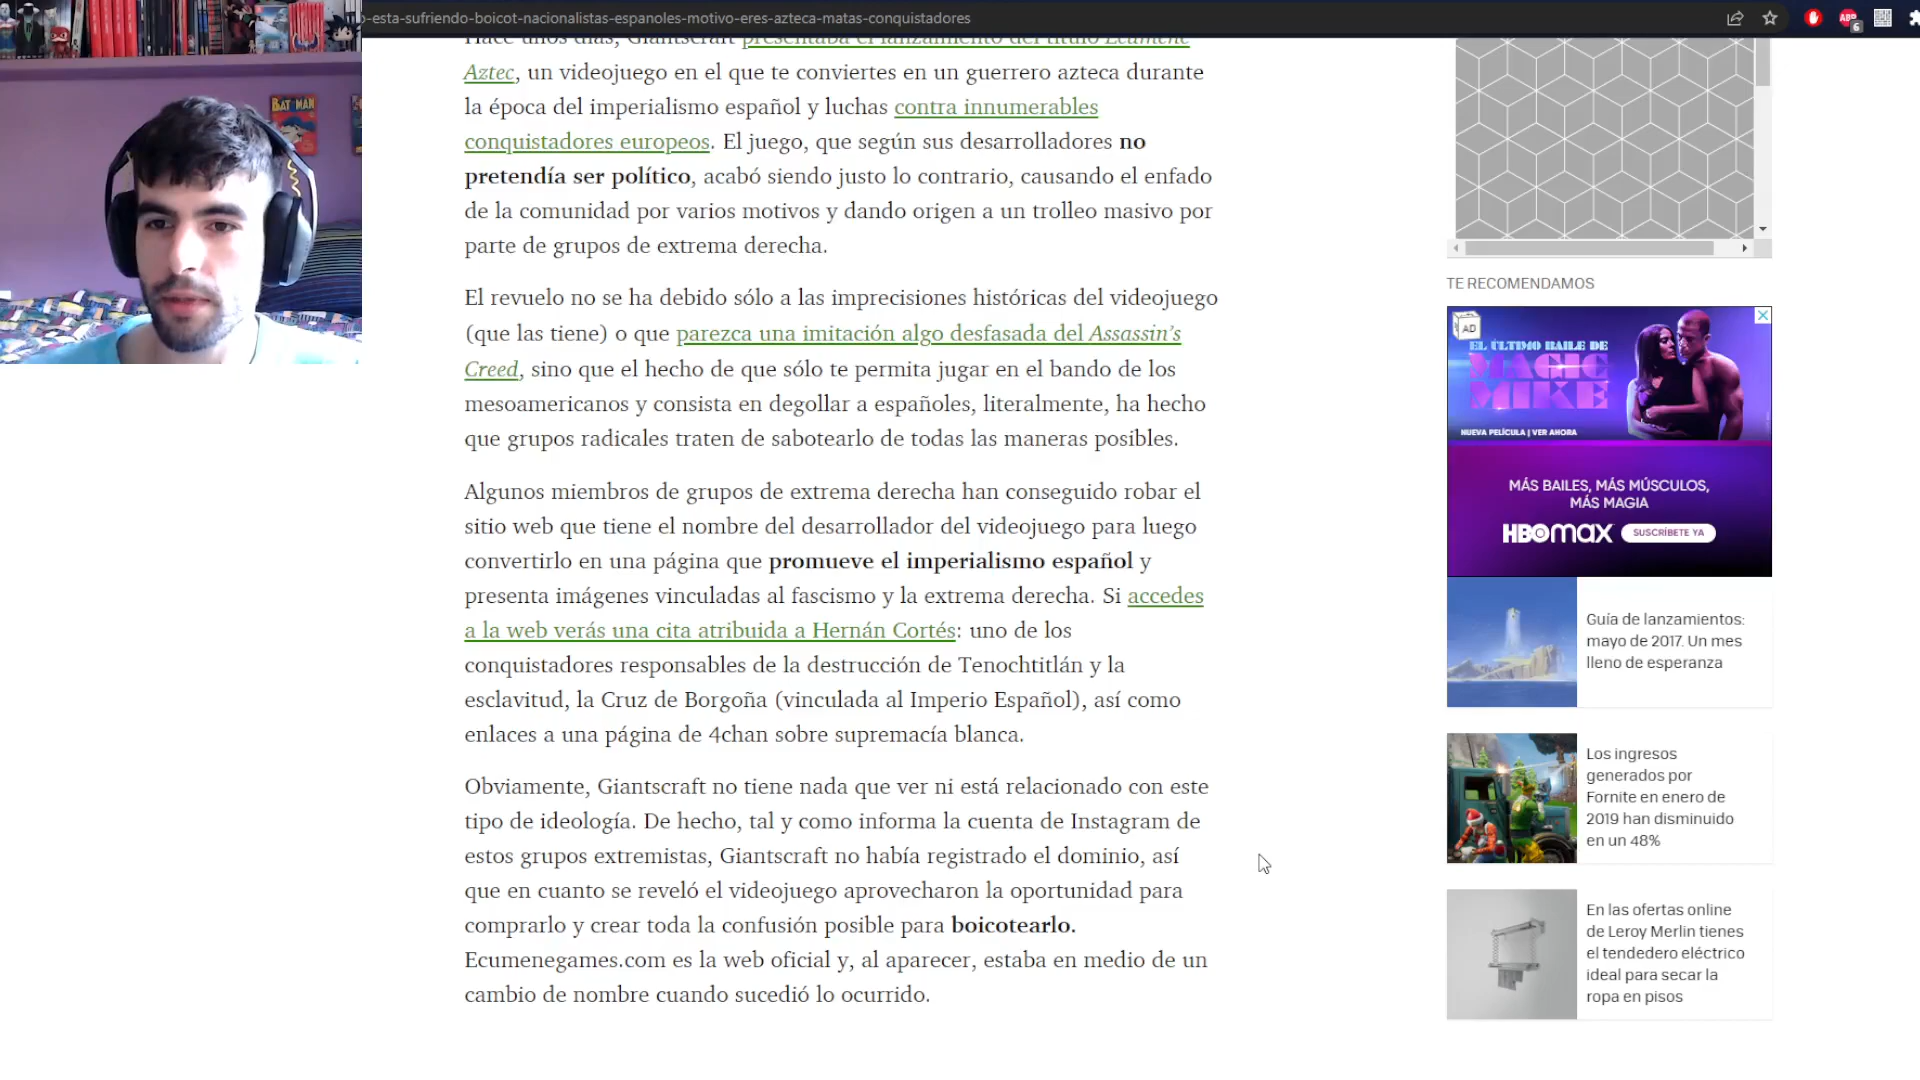 o-esta-sufriendo-boicot-nacionalistas-espanoles-motivo-eres-azteca-matas-conquistadores
ABP
6
BATMAN
Hace unos días, Giantscraft presentaba el lanzamiento del título Ecumene
Aztec, un videojuego en el que te conviertes en un guerrero azteca durante
la época del imperialismo español y luchas contra innumerables
conquistadores europeos. El juego, que según sus desarrolladores no
pretendía ser político, acabó siendo justo lo contrario, causando el enfado
de la comunidad por varios motivos y dando origen a un trolleo masivo por
parte de grupos de extrema derecha.
El revuelo no se ha debido sólo a las imprecisiones históricas del videojuego
(que las tiene) o que parezca una imitación algo desfasada del Assassin’s
Creed, sino que el hecho de que sólo te permita jugar en el bando de los
mesoamericanos y consista en degollar a españoles, literalmente, ha hecho
que grupos radicales traten de sabotearlo de todas las maneras posibles.
Algunos miembros de grupos de extrema derecha han conseguido robar el
sitio web que tiene el nombre del desarrollador del videojuego para luego
convertirlo en una página que promueve el imperialismo español y
presenta imágenes vinculadas al fascismo y la extrema derecha. Si accedes
a la web verás una cita atribuida a Hernán Cortés: uno de los
conquistadores responsables de la destrucción de Tenochtitlán y la
esclavitud, la Cruz de Borgoña (vinculada al Imperio Español), así como
enlaces a una página de 4chan sobre supremacía blanca.
Obviamente, Giantscraft no tiene nada que ver ni está relacionado con este
tipo de ideología. De hecho, tal y como informa la cuenta de Instagram de
estos grupos extremistas, Giantscraft no había registrado el dominio, así
que en cuanto se reveló el videojuego aprovecharon la oportunidad para
comprarlo y crear toda la confusión posible para boicotearlo.
Ecumenegames.com es la web oficial y, al aparecer, estaba en medio de un
cambio de nombre cuando sucedió lo ocurrido.
TE RECOMENDAMOS
AD
EL ÚLTIMO BAILE DE
MAGIC
MIKE
NUEVA PELÍCULA | VER AHORA
MÁS BAILES, MÁS MÚSCULOS,
MÁS MAGIA
HBOMAX SUSCRÍBETE YA
Guía de lanzamientos:
mayo de 2017. Un mes
lleno de esperanza
Los ingresos
generados por
Fornite en enero de
2019 han disminuido
en un 48%
En las ofertas online
de Leroy Merlin tienes
el tendedero eléctrico
ideal para secar la
ropa en pisos